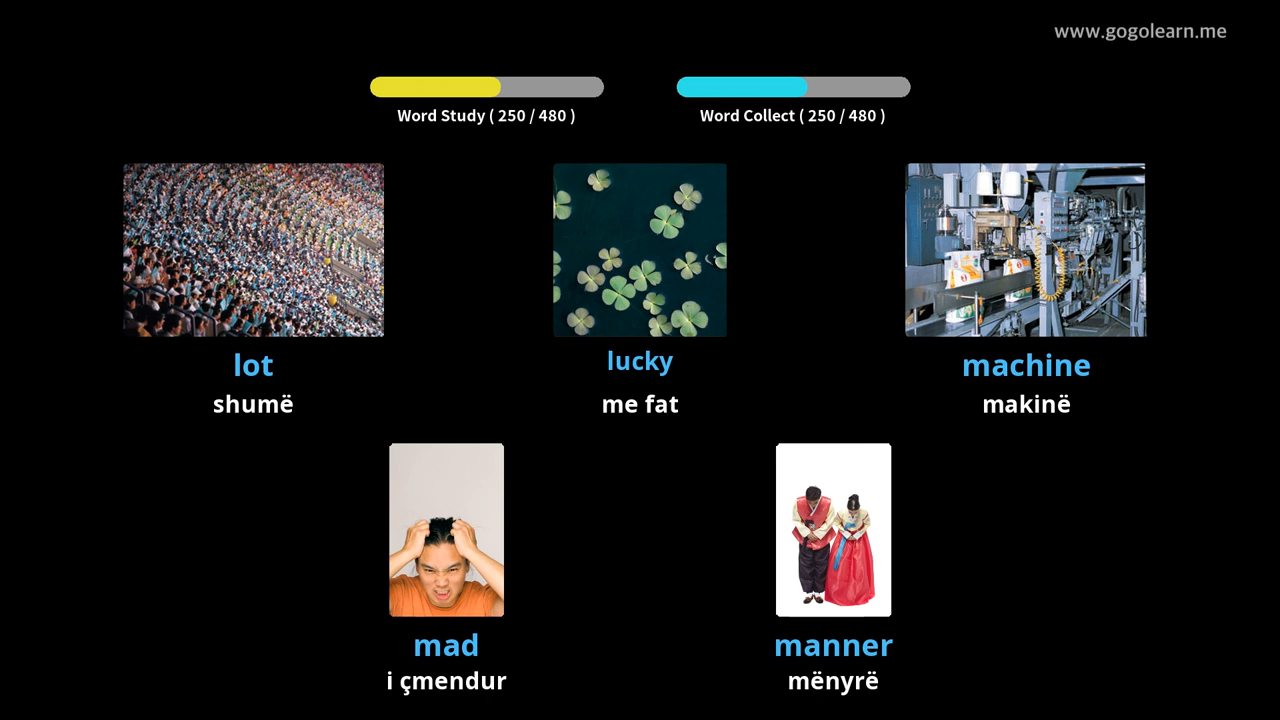 www.gogolearn.me
Word Study ( 250 / 480 )
Word Collect ( 250 / 480 )
lot
lucky
machine
shumë
me fat
makinë
mad
manner
i çmendur
mënyrë